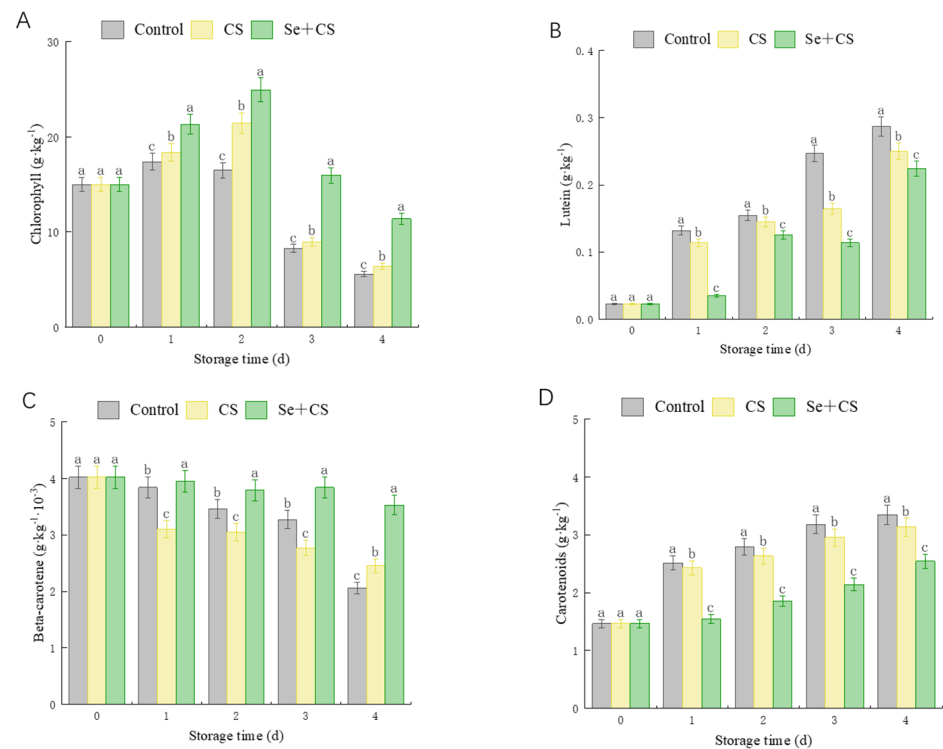 A
Control CS Se+CS
Chlorophyll (g·kg-1)
30
20
10
0
a a a
c b a
c b a
c b a
c b a
0 1 2 3 4
Storage time (d)
B
Control CS Se+CS
Lutein (g·kg-1)
0.4
0.3
0.2
0.1
0.0
a a a
a b c
a b c
a b c
a b c
0 1 2 3 4
Storage time (d)
C
Control CS Se+CS
Beta-carotene (g·kg-1·10-3)
5
4
3
2
1
0
a a a
b c a
b c a
b c a
c b a
0 1 2 3 4
Storage time (d)
D
Control CS Se+CS
Carotenoids (g·kg-1)
5
4
3
2
1
0
a a a
a b c
a b c
a b c
a b c
0 1 2 3 4
Storage time (d)